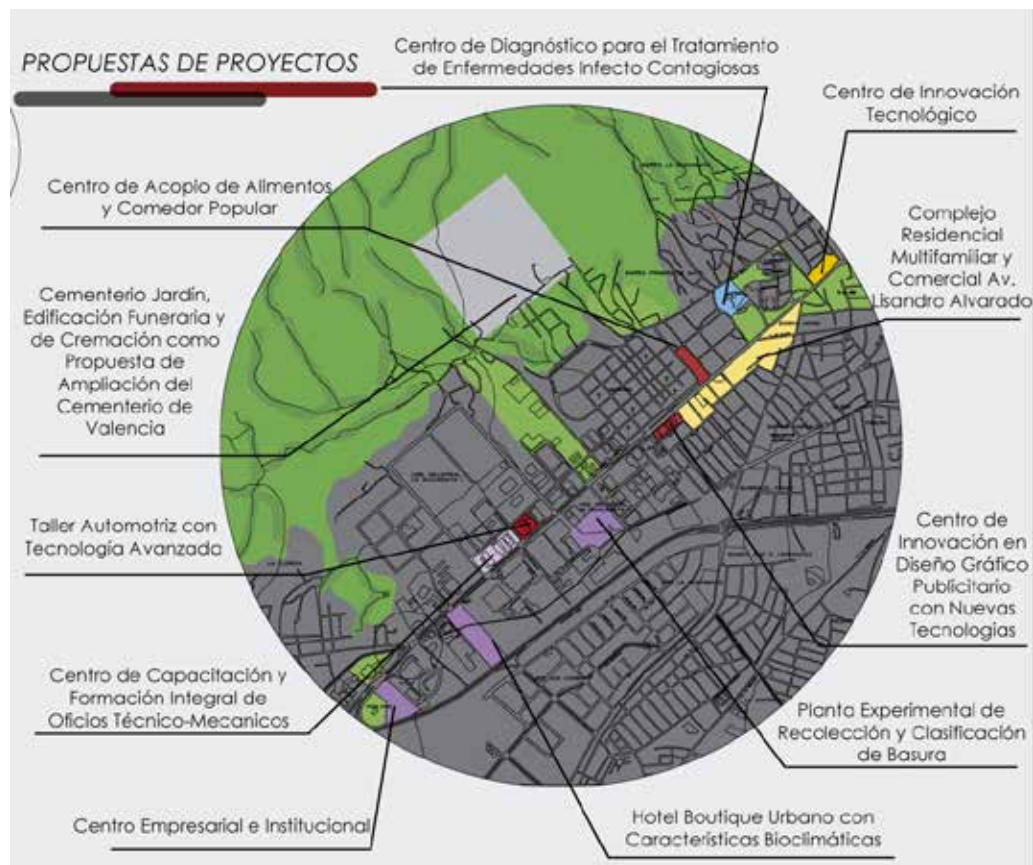 PROPUESTAS DE PROYECTOS
Centro de Diagnóstico para el Tratamiento
de Enfermedades Infecto Contagiosas
Centro de Innovación
Tecnológico
Centro de Acopio de Alimentos
y Comedor Popular
Complejo
Residencial
Multifamiliar y
Comercial Av.
Lisandro Alvarado
Cementerio Jardín,
Edificación Funeraria y
de Cremación como
Propuesta de
Ampliación del
Cementerio de
Valencia
Taller Automotriz con
Tecnología Avanzada
Centro de
Innovación en
Diseño Gráfico
Publicitario
con Nuevas
Tecnologías
Centro de Capacitación y
Formación Integral de
Oficios Técnico-Mecanicos
Planta Experimental de
Recolección y Clasificación
de Basura
Centro Empresarial e Institucional
Hotel Boutique Urbano con
Características Bioclimáticas